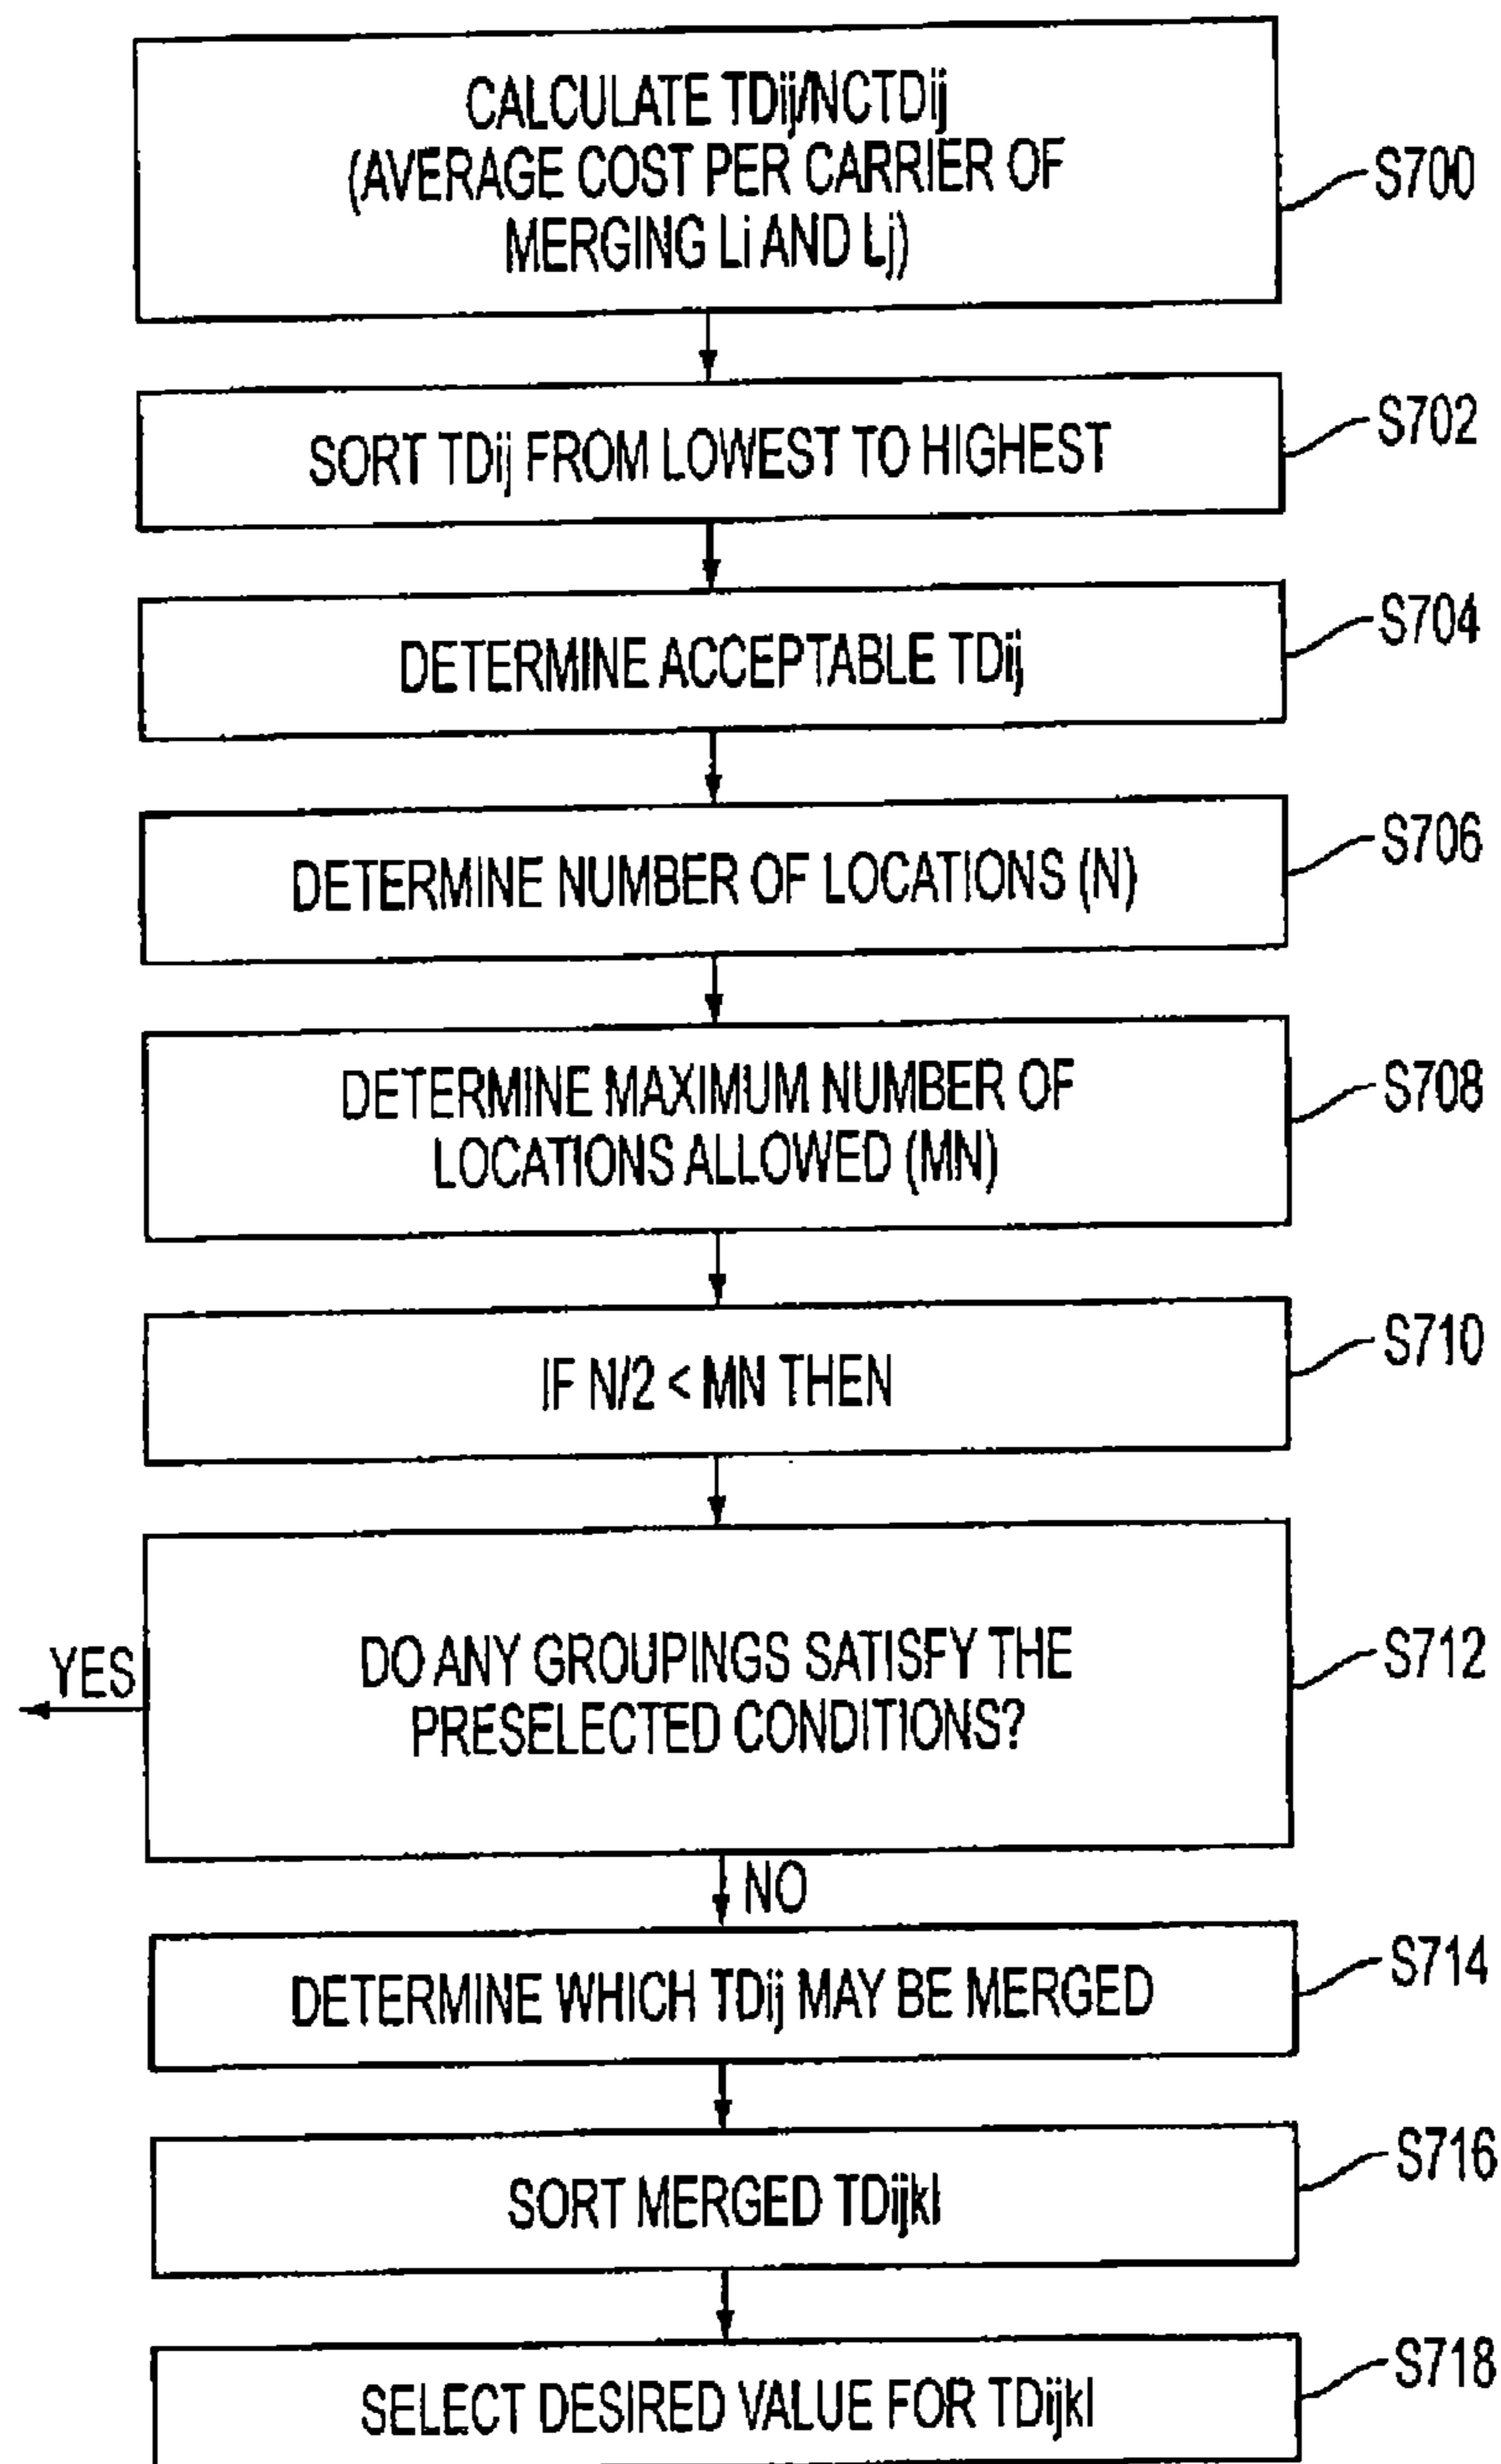 CALCULATE TDij/NCTDij
(AVERAGE COST PER CARRIER OF
MERGING Li AND Lj)
S700
SORT TDij FROM LOWEST TO HIGHEST
S702
DETERMINE ACCEPTABLE TDij
S704
DETERMINE NUMBER OF LOCATIONS (N)
S706
DETERMINE MAXIMUM NUMBER OF
LOCATIONS ALLOWED (MN)
S708
IF N/2 < MN THEN
S710
DO ANY GROUPINGS SATISFY THE
PRESELECTED CONDITIONS?
S712
YES
NO
DETERMINE WHICH TDij MAY BE MERGED
S714
SORT MERGED TDijkl
S716
SELECT DESIRED VALUE FOR TDijkl
S718